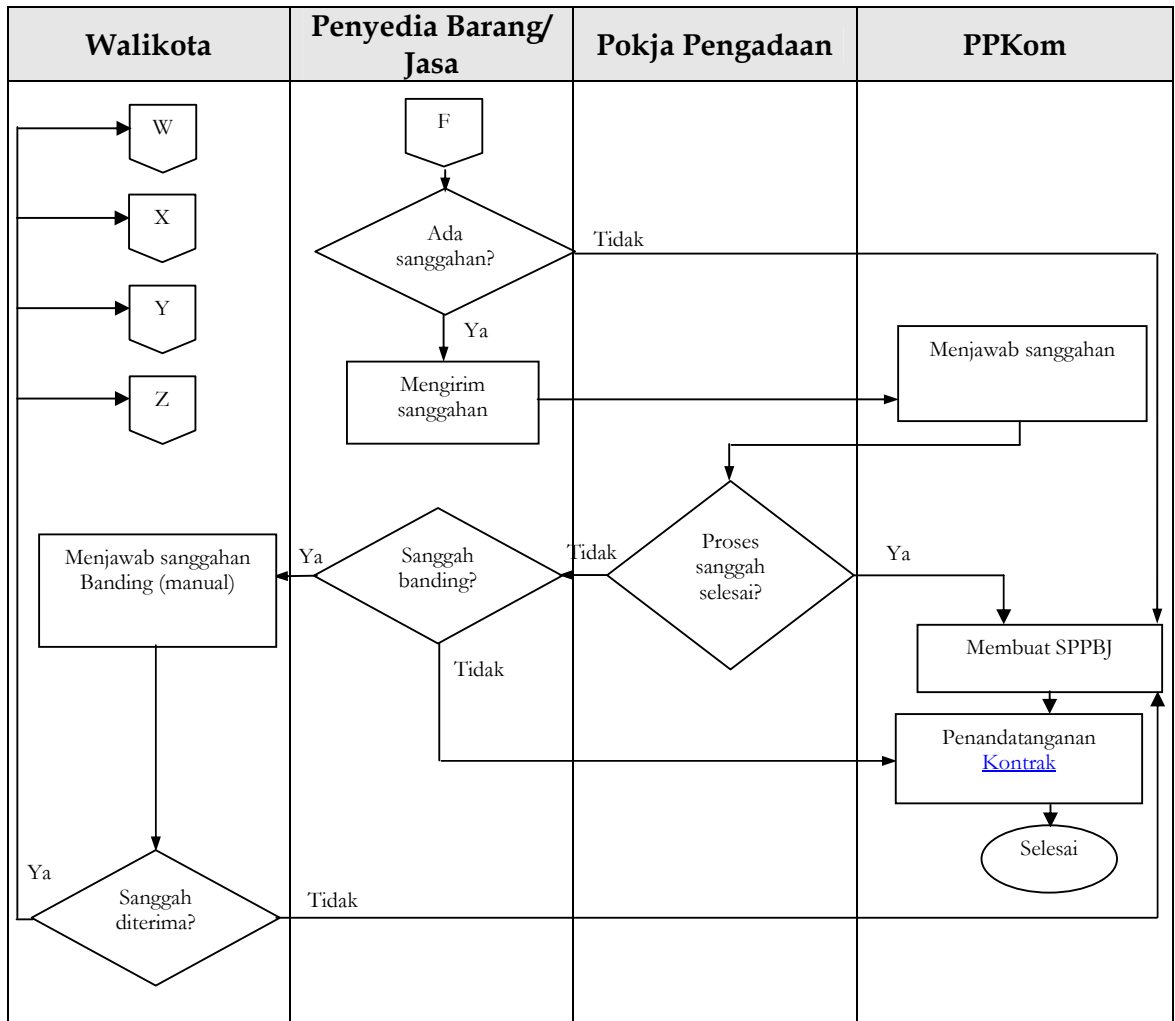 Walikota
Penyedia Barang/
Jasa
Pokja Pengadaan
PPKom
W
F
X
Ada
sanggahan?
Tidak
Y
Ya
Menjawab sanggahan
Z
Mengirim
sanggahan
Menjawab sanggahan
Banding (manual)
Ya
Sanggah
banding?
Tidak
Proses
sanggah
selesai?
Ya
Tidak
Membuat SPPBJ
Penandatanganan
Kontrak
Selesai
Ya
Sanggah
diterima?
Tidak